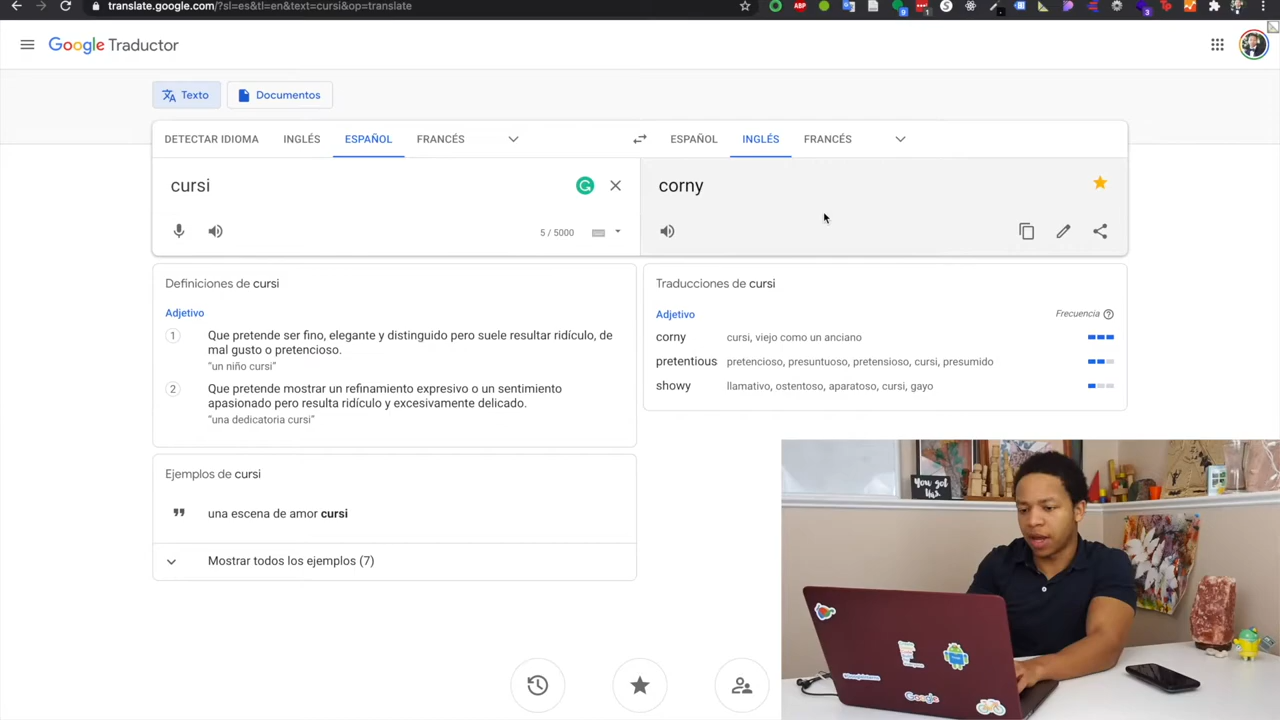 translate.google.com/?sl=es&tl=en&text=cursi&op=translate
ABP
Google Traductor
Texto
Documentos
DETECTAR IDIOMA
INGLÉS
ESPAÑOL
FRANCÉS
ESPAÑOL
INGLÉS
FRANCÉS
cursi
5 / 5000
corny
Definiciones de cursi
Adjetivo
1
Que pretende ser fino, elegante y distinguido pero suele resultar ridículo, de
mal gusto o pretencioso.
"un niño cursi"
2
Que pretende mostrar un refinamiento expresivo o un sentimiento
apasionado pero resulta ridículo y excesivamente delicado.
"una dedicatoria cursi"
Traducciones de cursi
Adjetivo
Frecuencia
corny
cursi, viejo como un anciano
pretentious
pretencioso, presuntuoso, pretensioso, cursi, presumido
showy
llamativo, ostentoso, aparatoso, cursi, gayo
Ejemplos de cursi
una escena de amor cursi
Mostrar todos los ejemplos (7)
You got
this.
Google